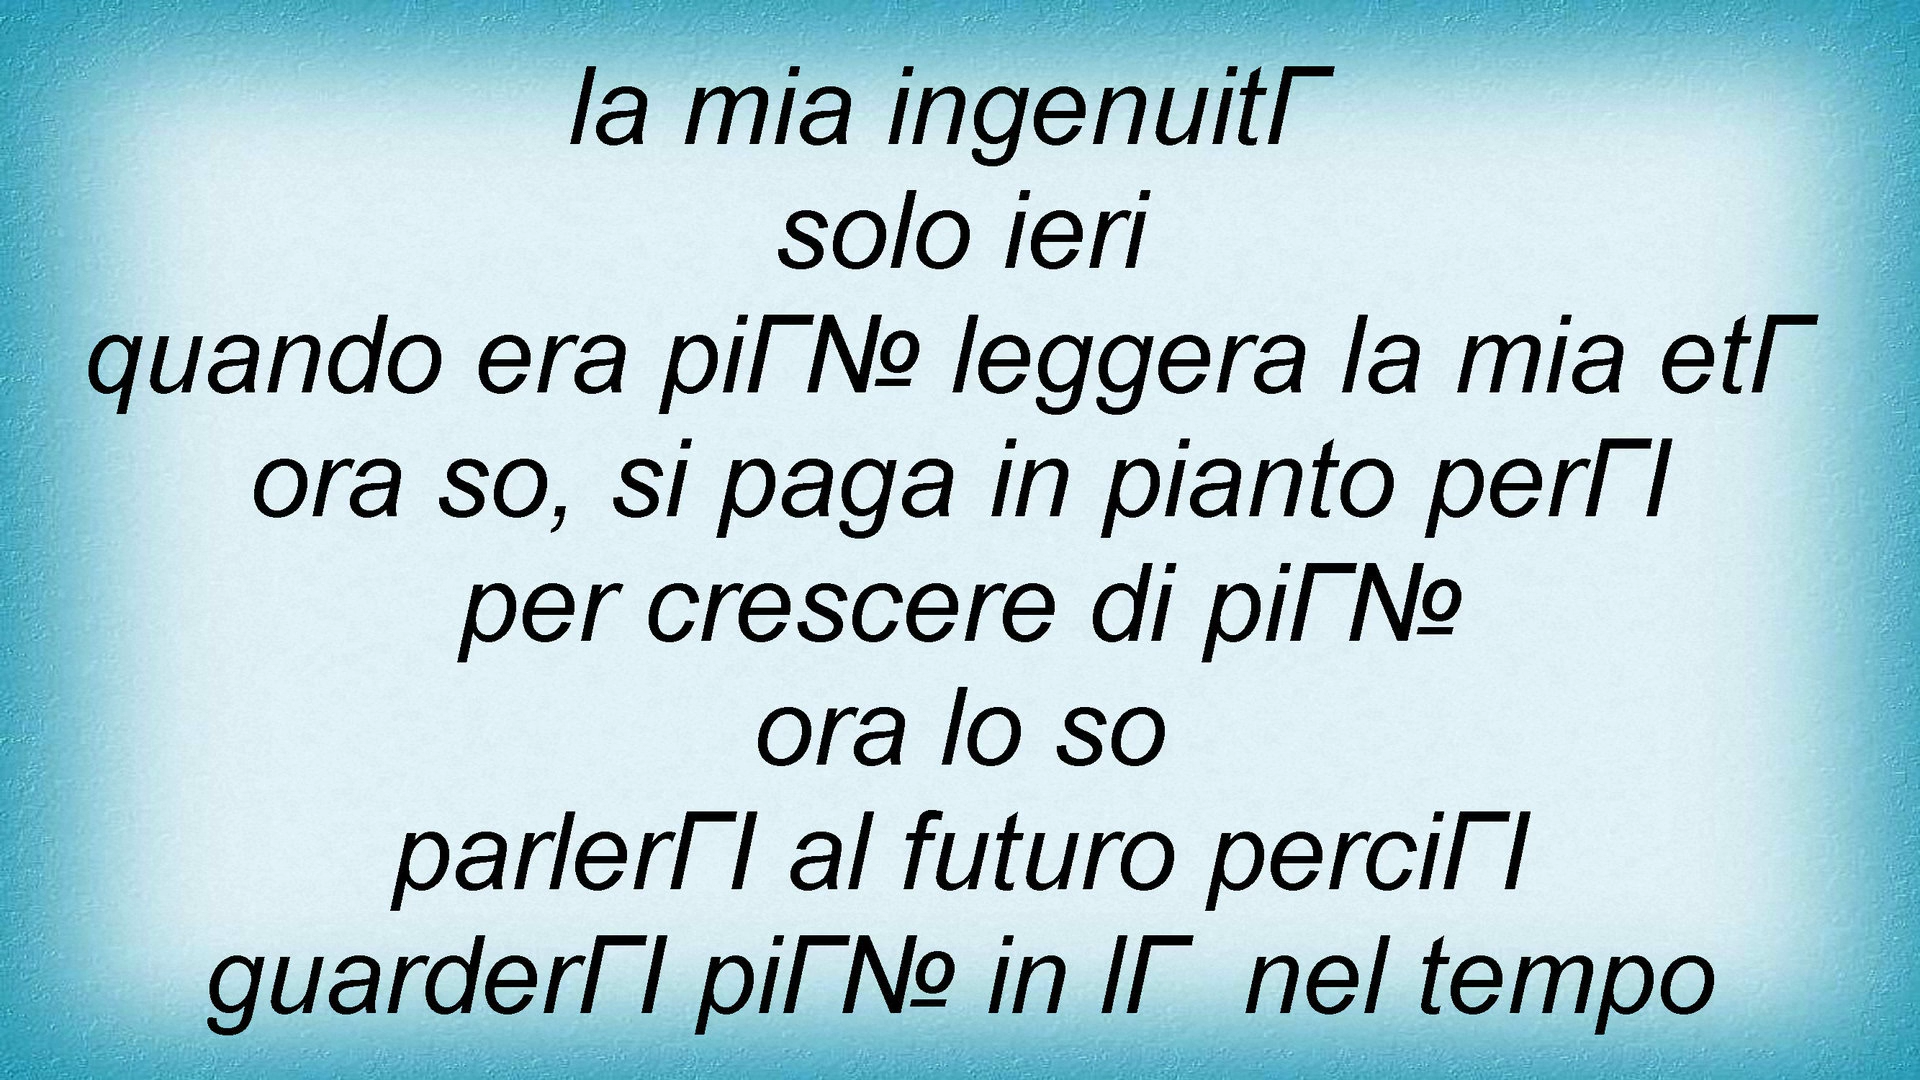 la mia ingenuitГ
solo ieri
quando era piГ№ leggera la mia etГ
ora so, si paga in pianto perГІ
per crescere di piГ№
ora lo so
parlerГІ al futuro perciГІ
guarderГІ piГ№ in lГ  nel tempo